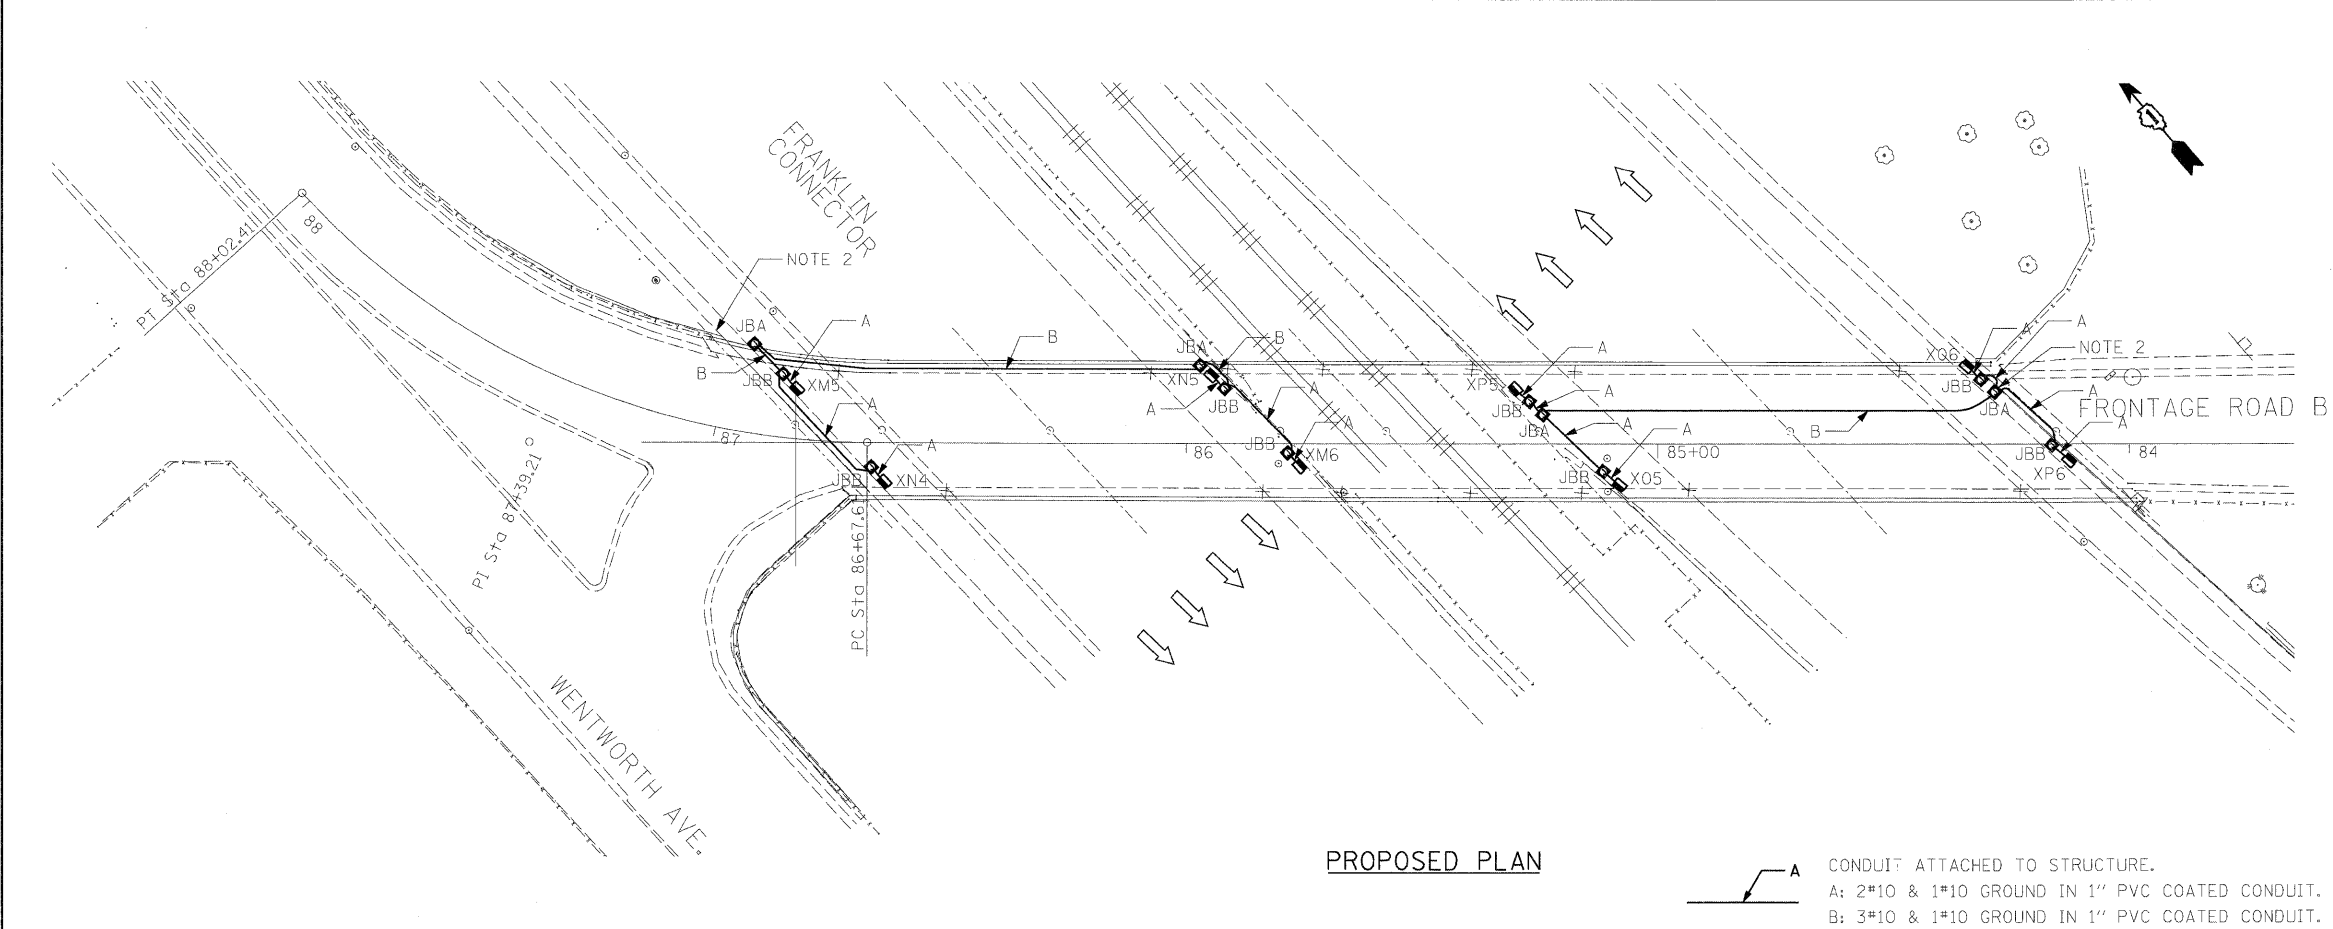 FRANKLIN
CONNECTOR
NOTE 2
JBA
A
B
B
JBB
XM5
A
A
JBB
XN4
JBA
B
XN5
A
JBB
A
A
JBB
XM6
A
XP5
A
JBB
JBA
A
A
JBB
XO5
B
A
A
XQ6
NOTE 2
JBB
JBA
A
FRONTAGE ROAD B
A
JBB
XP6
88
87
86
85+00
84
PT Sta 88+02.41
PI Sta 87+39.21
PC Sta 86+67.61
WENTWORTH AVE.
PROPOSED PLAN
A
CONDUIT ATTACHED TO STRUCTURE.
A: 2#10 & 1#10 GROUND IN 1" PVC COATED CONDUIT.
B: 3#10 & 1#10 GROUND IN 1" PVC COATED CONDUIT.